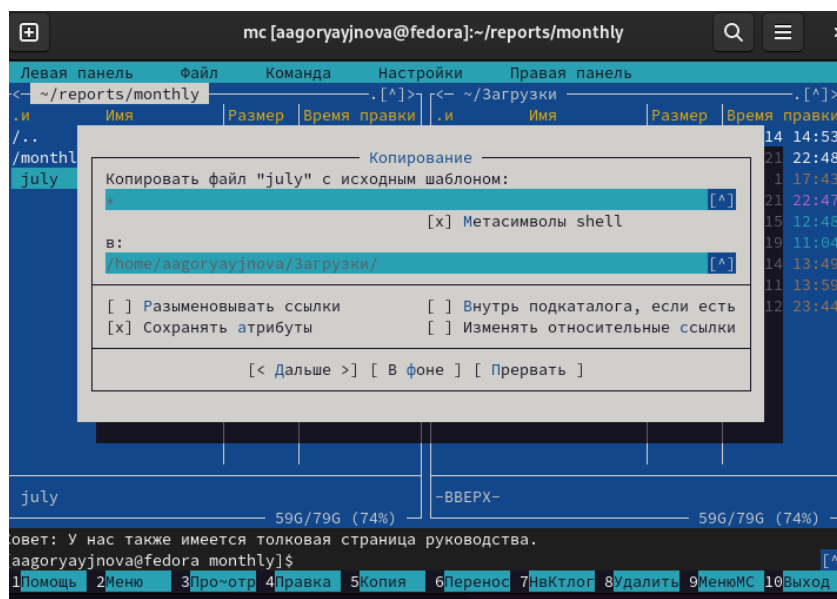 mc [aagoryayjnova@fedora]:~/reports/monthly
Левая панель Файл Команда Настройки Правая панель
<— ~/reports/monthly .[^]> <— ~/Загрузки .[^]>
.и Имя Размер Время правки .и Имя Размер Время правки
/.. 14 14:53
/monthl 21 22:48
july 1 17:43
21 22:47
15 12:48
19 11:04
14 13:49
11 13:59
12 23:44
Копирование
Копировать файл "july" с исходным шаблоном:
* [^]
[x] Метасимволы shell
в:
/home/aagoryayjnova/Загрузки/ [^]
[ ] Разыменовывать ссылки [ ] Внутрь подкаталога, если есть
[x] Сохранять атрибуты [ ] Изменять относительные ссылки
[< Дальше >] [ В фоне ] [ Прервать ]
july -ВВЕРХ-
59G/79G (74%) 59G/79G (74%)
Совет: У нас также имеется толковая страница руководства.
[aagoryayjnova@fedora monthly]$ [^
1Помощь 2Меню 3Про~отр 4Правка 5Копия 6Перенос 7НвКтлог 8Удалить 9МенюМС 10Выход